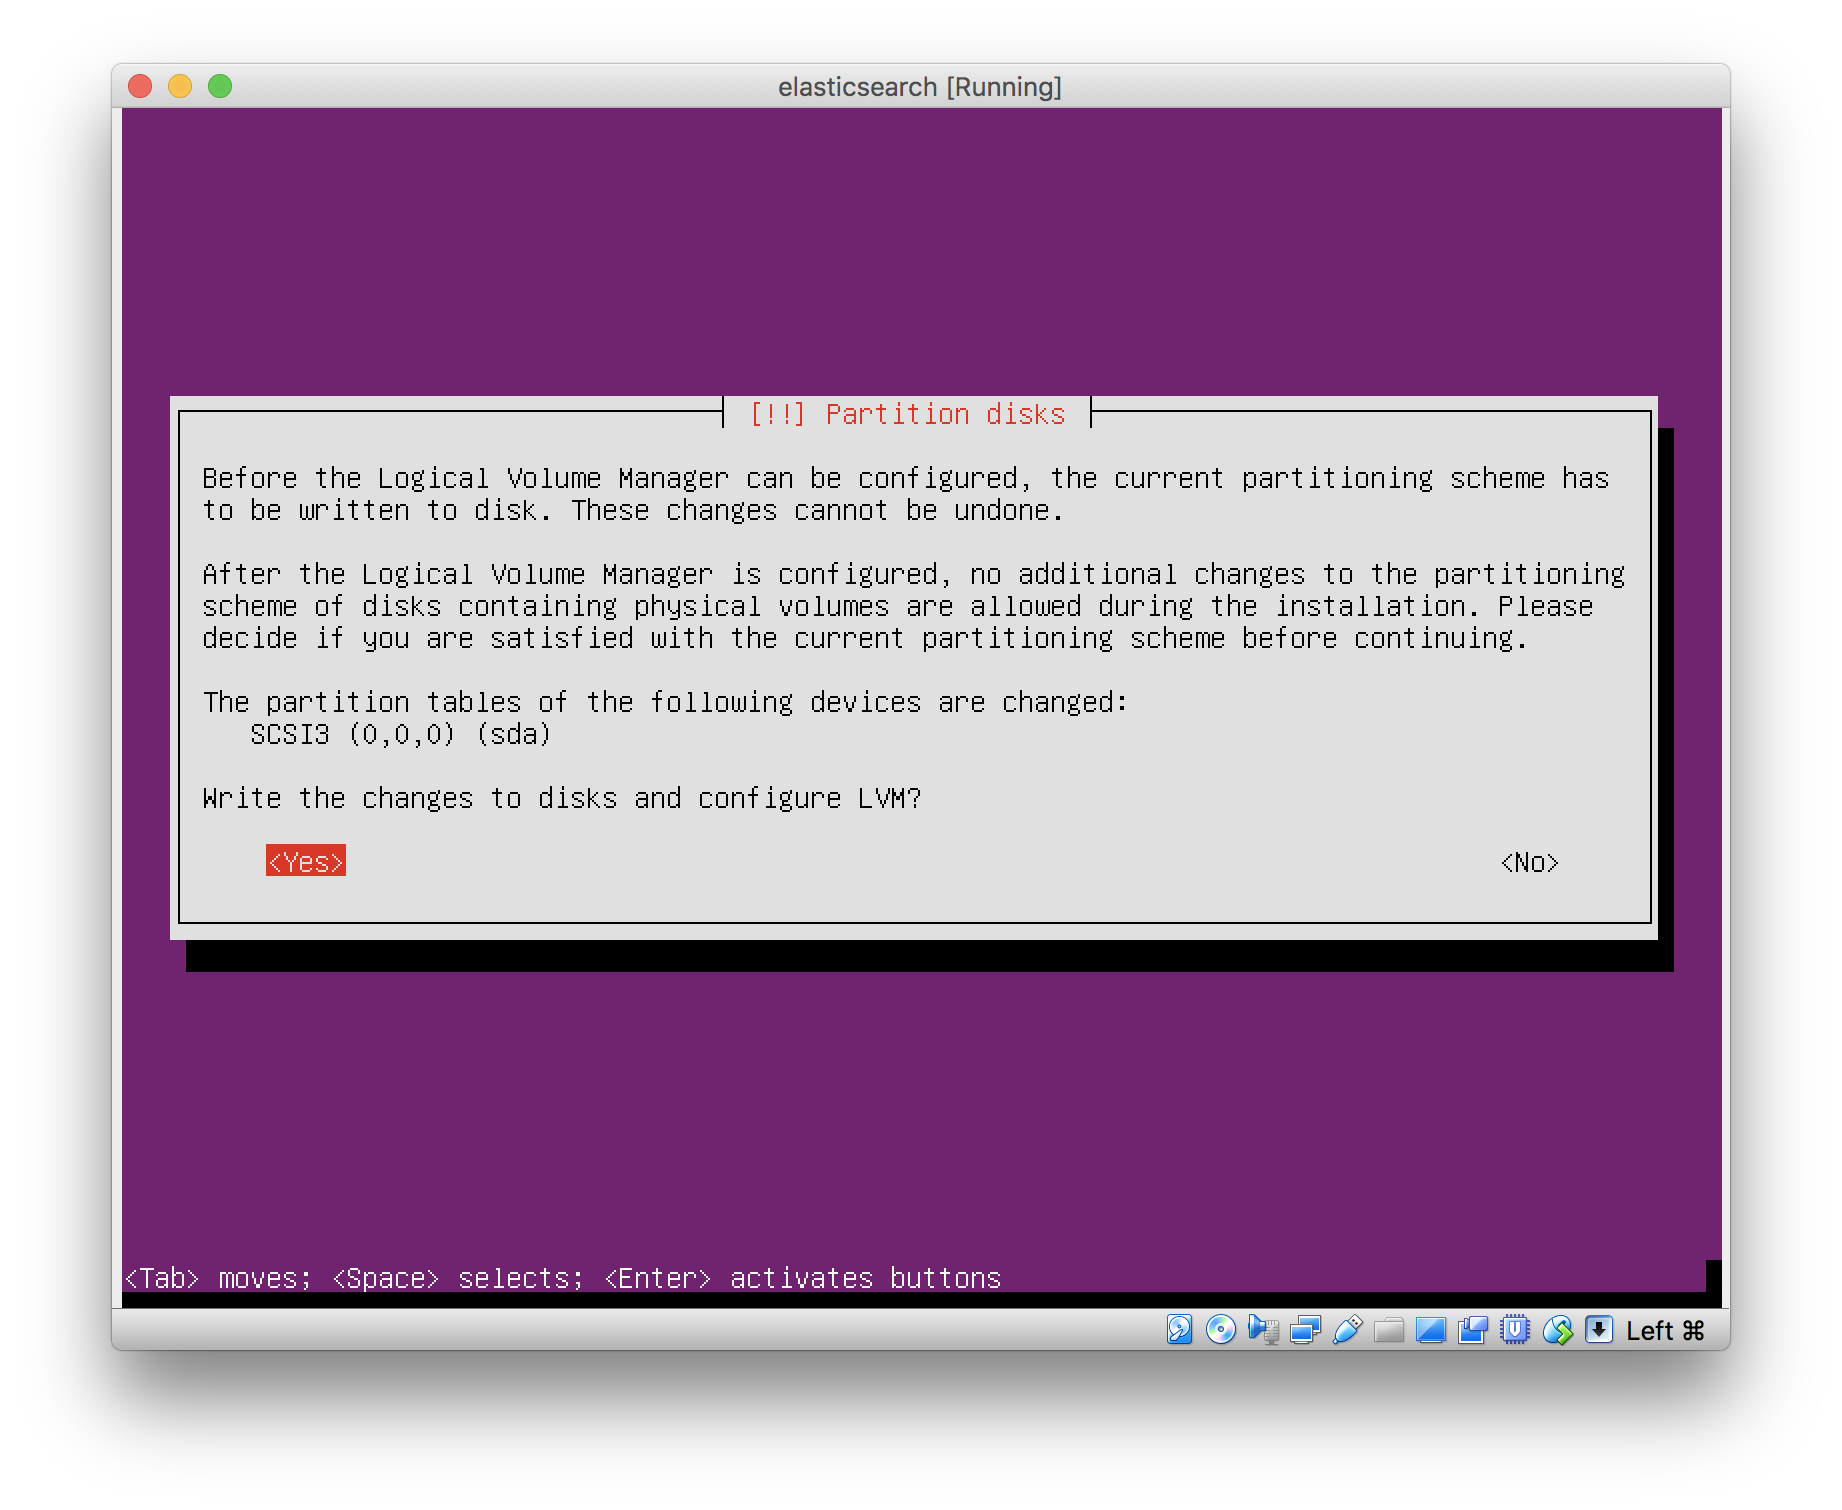 elasticsearch [Running]
[!!] Partition disks
Before the Logical Volume Manager can be configured, the current partitioning scheme has
to be written to disk. These changes cannot be undone.
After the Logical Volume Manager is configured, no additional changes to the partitioning
scheme of disks containing physical volumes are allowed during the installation. Please
decide if you are satisfied with the current partitioning scheme before continuing.
The partition tables of the following devices are changed:
SCSI3 (0,0,0) (sda)
Write the changes to disks and configure LVM?
<Yes> <No>
<Tab> moves; <Space> selects; <Enter> activates buttons
Left ⌘